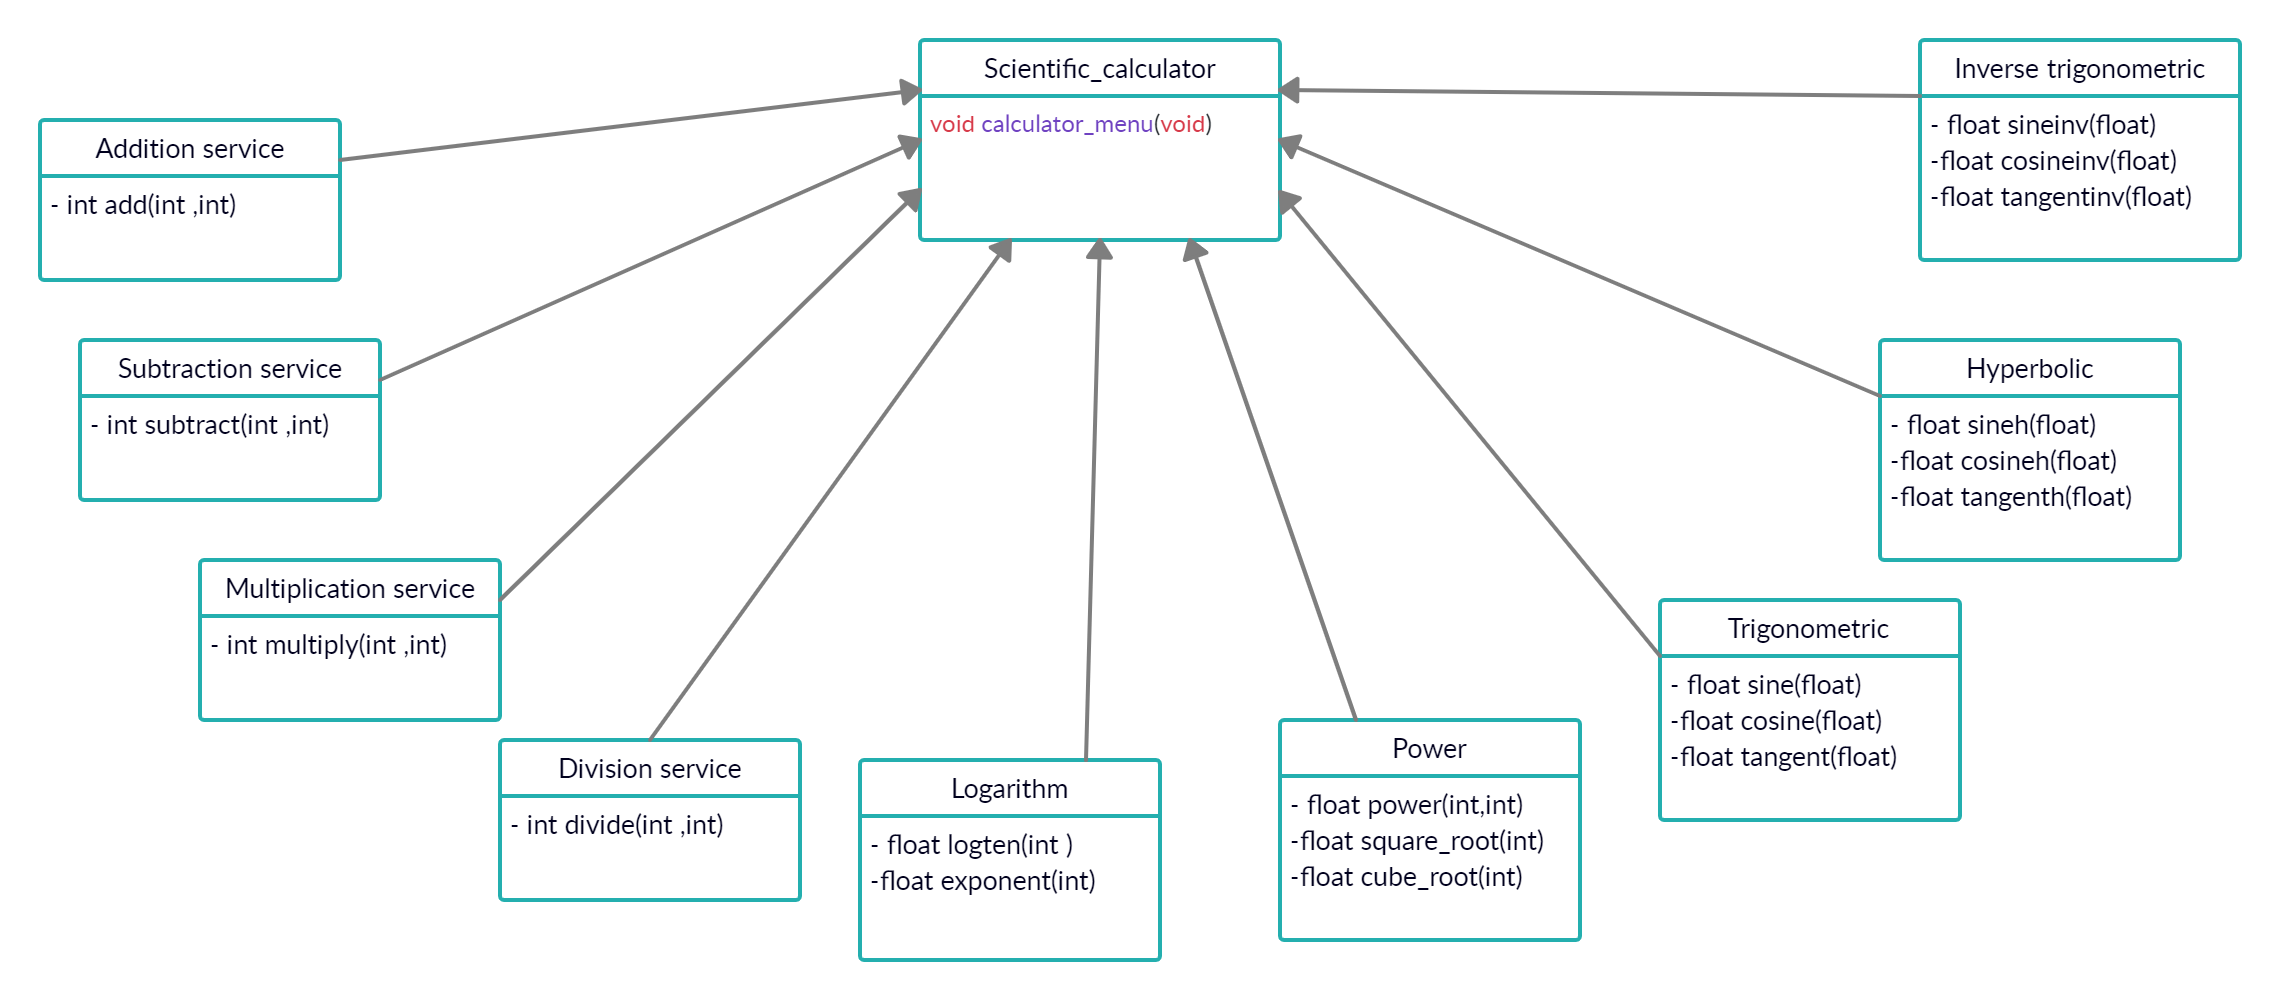 Scientific_calculator
void calculator_menu(void)
Inverse trigonometric
- float sineinv(float)
-float cosineinv(float)
-float tangentinv(float)
Addition service
- int add(int ,int)
Subtraction service
- int subtract(int ,int)
Hyperbolic
- float sineh(float)
-float cosineh(float)
-float tangenth(float)
Multiplication service
- int multiply(int ,int)
Trigonometric
- float sine(float)
-float cosine(float)
-float tangent(float)
Division service
- int divide(int ,int)
Logarithm
- float logten(int )
-float exponent(int)
Power
- float power(int,int)
-float square_root(int)
-float cube_root(int)